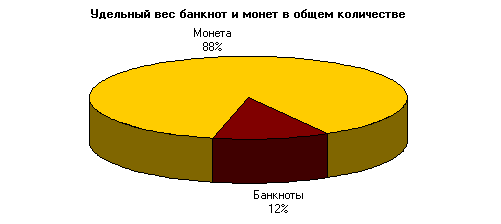 Удельный вес банкнот и монет в общем количестве
Монета
88%
Банкноты
12%